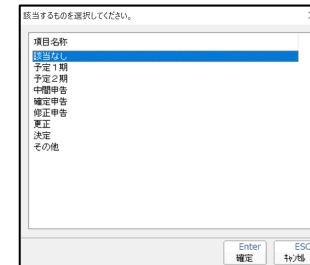 該当するものを選択してください。
項目名称
該当なし
予定１期
予定２期
中間申告
確定申告
修正申告
更正
決定
その他
Enter
確定
ESC
ｷｬﾝｾﾙ